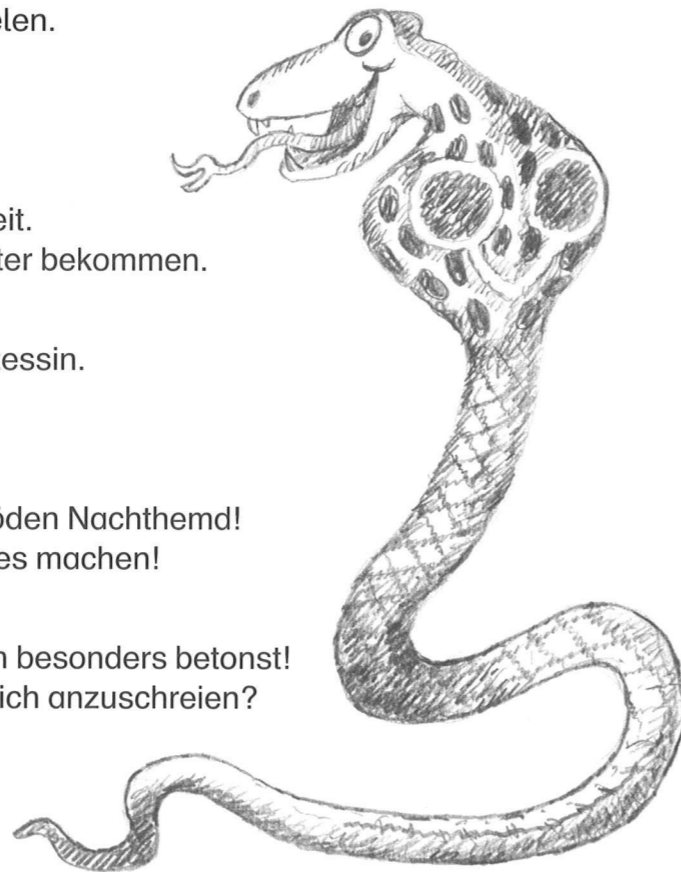 elen.
eit.
ter bekommen.
essin.
öden Nachthemd!
es machen!
n besonders betonst!
ich anzuschreien?